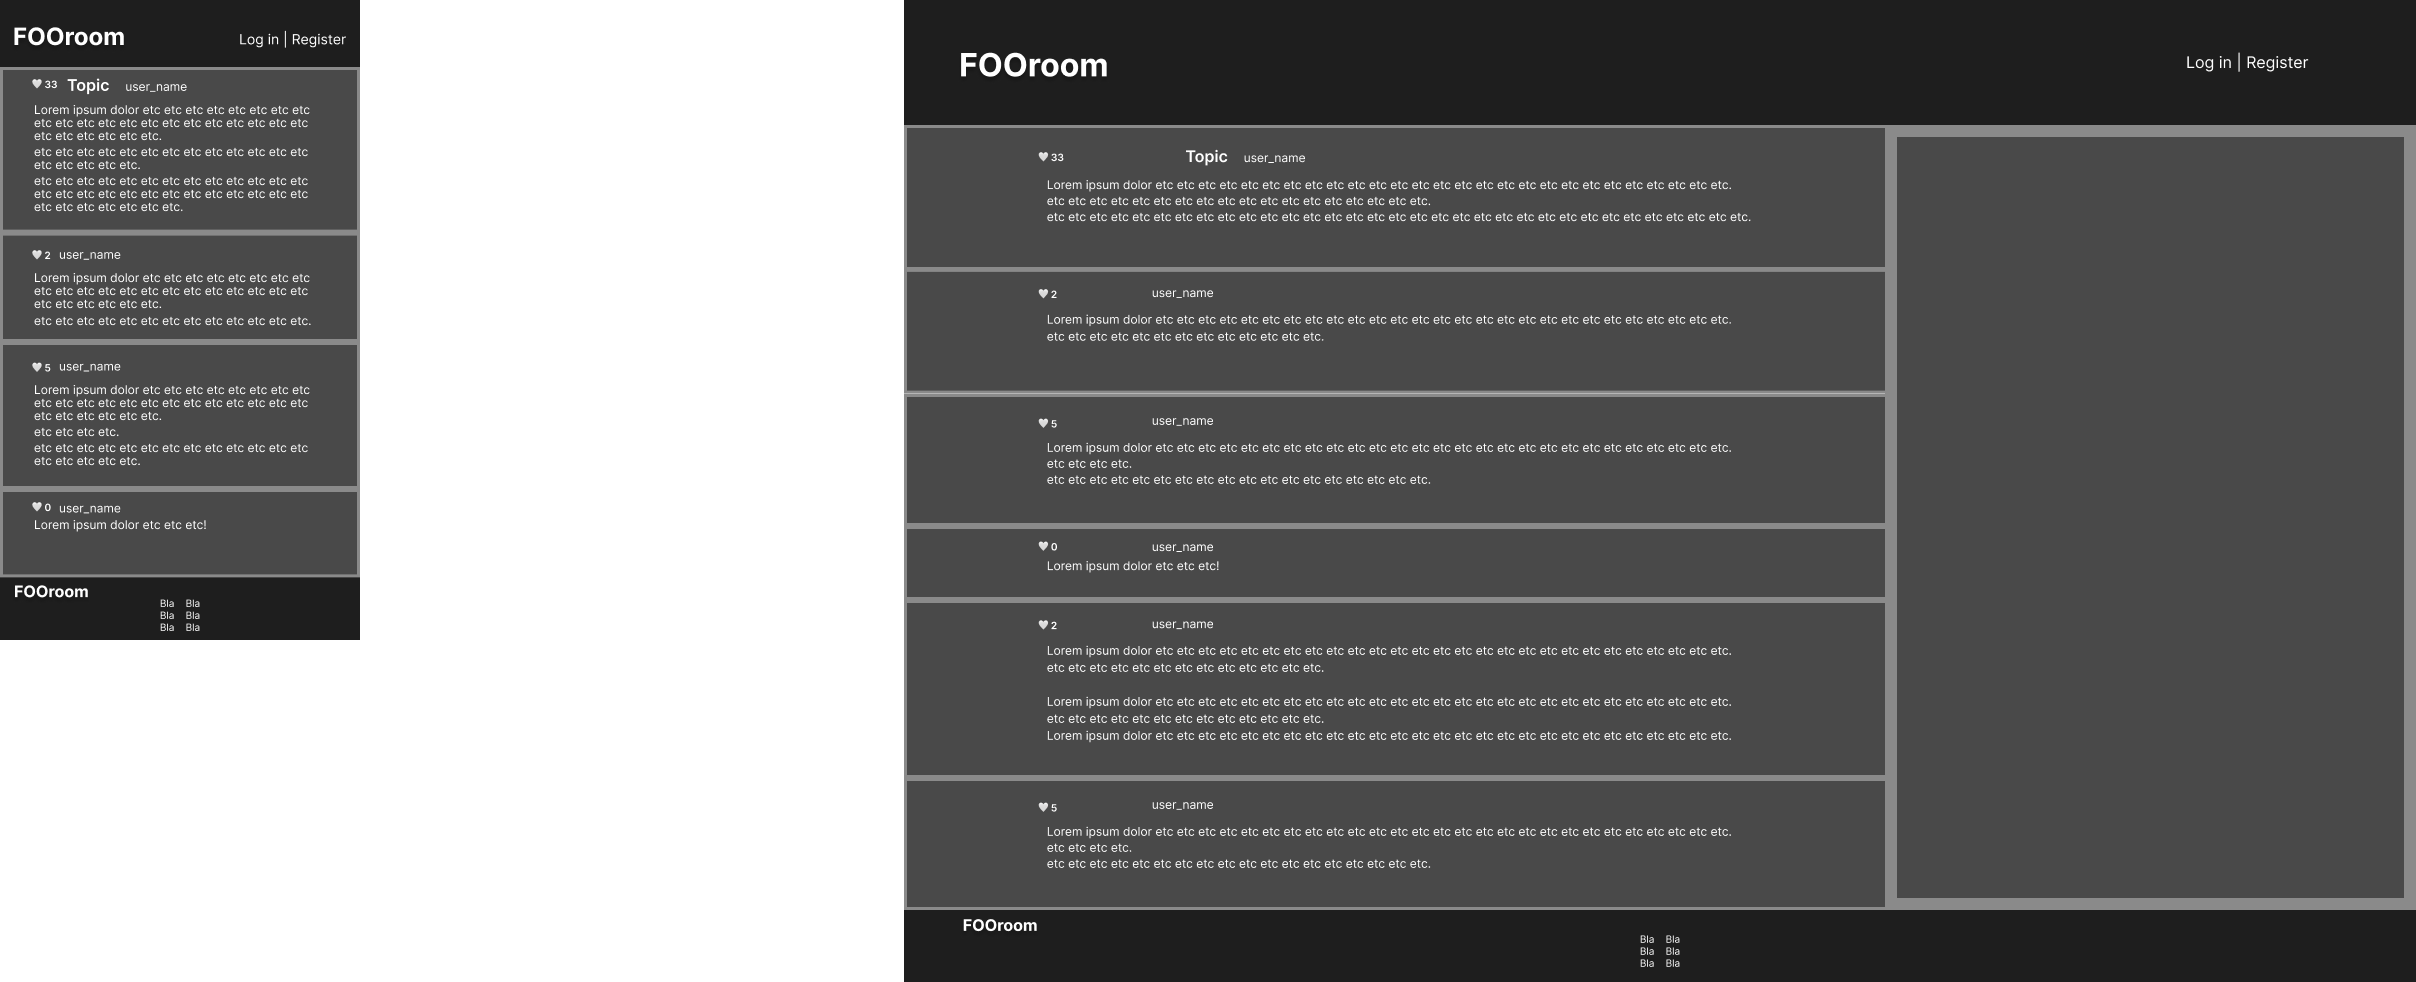 FOOroom
Log in | Register
♥ 33 Topic user_name
Lorem ipsum dolor etc etc etc etc etc etc etc etc
etc etc etc etc etc etc etc etc etc etc etc etc etc
etc etc etc etc etc etc.
etc etc etc etc etc etc etc etc etc etc etc etc etc
etc etc etc etc etc.
etc etc etc etc etc etc etc etc etc etc etc etc etc
etc etc etc etc etc etc etc etc etc etc etc etc etc
etc etc etc etc etc etc etc.
♥ 2 user_name
Lorem ipsum dolor etc etc etc etc etc etc etc etc
etc etc etc etc etc etc etc etc etc etc etc etc etc
etc etc etc etc etc etc.
etc etc etc etc etc etc etc etc etc etc etc etc etc.
♥ 5 user_name
Lorem ipsum dolor etc etc etc etc etc etc etc etc
etc etc etc etc etc etc etc etc etc etc etc etc etc
etc etc etc etc etc etc.
etc etc etc etc.
etc etc etc etc etc etc etc etc etc etc etc etc etc
etc etc etc etc etc.
♥ 0 user_name
Lorem ipsum dolor etc etc etc!
FOOroom
Bla Bla
Bla Bla
Bla Bla
FOOroom
Log in | Register
♥ 33 Topic user_name
Lorem ipsum dolor etc etc etc etc etc etc etc etc etc etc etc etc etc etc etc etc etc etc etc etc etc etc etc etc etc etc etc.
etc etc etc etc etc etc etc etc etc etc etc etc etc etc etc etc etc etc.
etc etc etc etc etc etc etc etc etc etc etc etc etc etc etc etc etc etc etc etc etc etc etc etc etc etc etc etc etc etc etc etc etc.
♥ 2 user_name
Lorem ipsum dolor etc etc etc etc etc etc etc etc etc etc etc etc etc etc etc etc etc etc etc etc etc etc etc etc etc etc etc.
etc etc etc etc etc etc etc etc etc etc etc etc etc.
♥ 5 user_name
Lorem ipsum dolor etc etc etc etc etc etc etc etc etc etc etc etc etc etc etc etc etc etc etc etc etc etc etc etc etc etc etc.
etc etc etc etc.
etc etc etc etc etc etc etc etc etc etc etc etc etc etc etc etc etc etc.
♥ 0 user_name
Lorem ipsum dolor etc etc etc!
♥ 2 user_name
Lorem ipsum dolor etc etc etc etc etc etc etc etc etc etc etc etc etc etc etc etc etc etc etc etc etc etc etc etc etc etc etc.
etc etc etc etc etc etc etc etc etc etc etc etc etc.
Lorem ipsum dolor etc etc etc etc etc etc etc etc etc etc etc etc etc etc etc etc etc etc etc etc etc etc etc etc etc etc etc.
etc etc etc etc etc etc etc etc etc etc etc etc etc.
Lorem ipsum dolor etc etc etc etc etc etc etc etc etc etc etc etc etc etc etc etc etc etc etc etc etc etc etc etc etc etc etc.
♥ 5 user_name
Lorem ipsum dolor etc etc etc etc etc etc etc etc etc etc etc etc etc etc etc etc etc etc etc etc etc etc etc etc etc etc etc.
etc etc etc etc.
etc etc etc etc etc etc etc etc etc etc etc etc etc etc etc etc etc etc.
FOOroom
Bla Bla
Bla Bla
Bla Bla